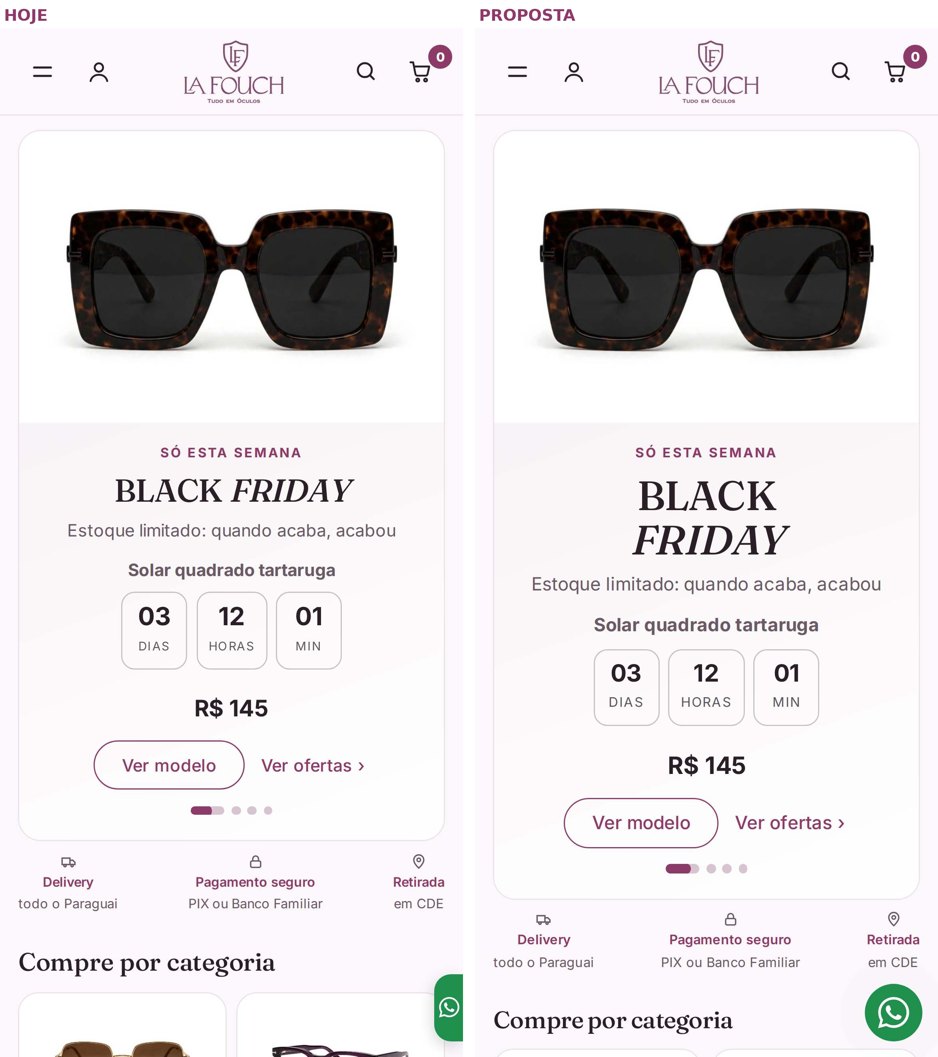 HOJE
LF
LA FOUCH
TUDO EM ÓCULOS
0
SÓ ESTA SEMANA
BLACK FRIDAY
Estoque limitado: quando acaba, acabou
Solar quadrado tartaruga
03 12 01
DIAS HORAS MIN
R$ 145
Ver modelo Ver ofertas ›
Delivery Pagamento seguro Retirada
todo o Paraguai PIX ou Banco Familiar em CDE
Compre por categoria
PROPOSTA
LF
LA FOUCH
TUDO EM ÓCULOS
0
SÓ ESTA SEMANA
BLACK
FRIDAY
Estoque limitado: quando acaba, acabou
Solar quadrado tartaruga
03 12 01
DIAS HORAS MIN
R$ 145
Ver modelo Ver ofertas ›
Delivery Pagamento seguro Retirada
todo o Paraguai PIX ou Banco Familiar em CDE
Compre por categoria